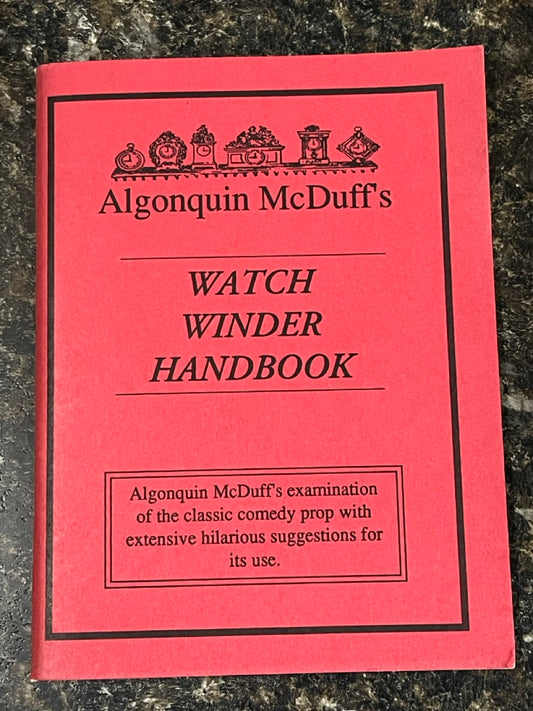 Algonquin McDuff's
WATCH
WINDER
HANDBOOK
Algonquin McDuff's examination
of the classic comedy prop with
extensive hilarious suggestions for
its use.